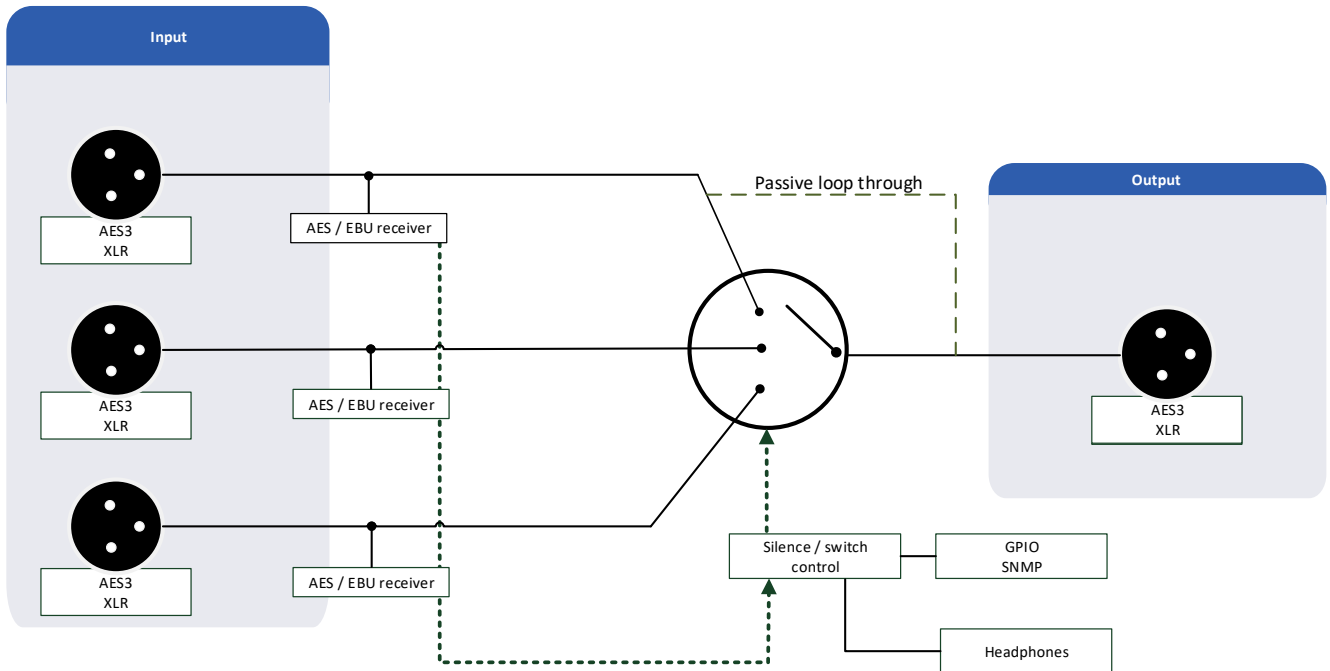 Input
Passive loop through
Output
AES3
XLR
AES / EBU receiver
AES3
XLR
AES / EBU receiver
AES3
XLR
Silence / switch
control
GPIO
SNMP
AES3
XLR
AES / EBU receiver
Headphones